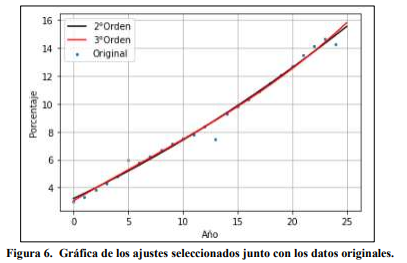 16
14
12
10
8
6
4
Porcentaje
2°Orden
3°Orden
Original
0
5
10
15
20
25
Año
Figura 6. Gráfica de los ajustes seleccionados junto con los datos originales.